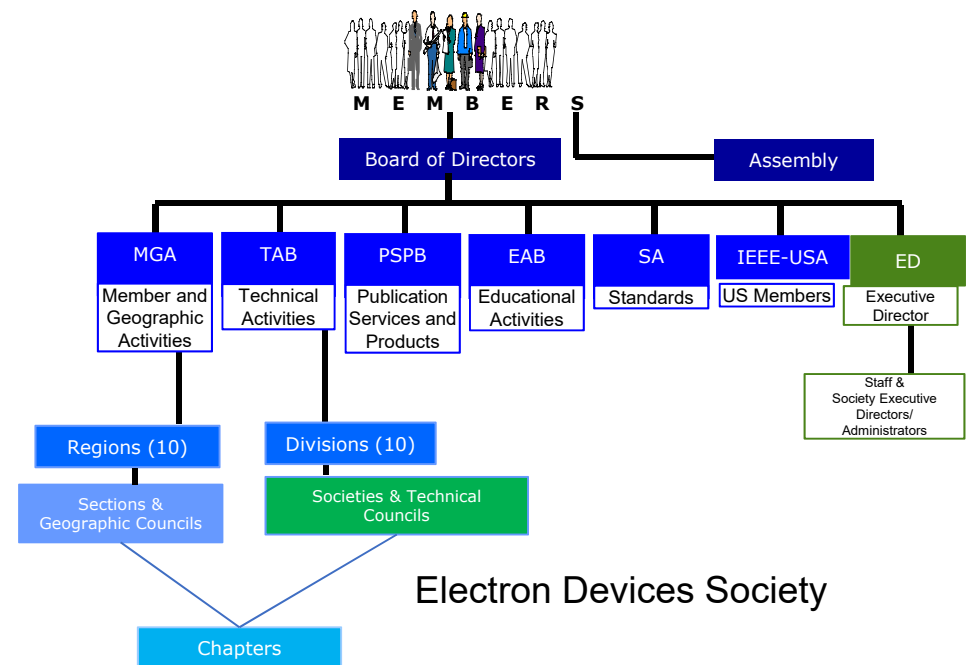 M E M B E R S
Board of Directors
Assembly
MGA
TAB
PSPB
EAB
SA
IEEE-USA
ED
Member and
Geographic
Activities
Technical
Activities
Publication
Services and
Products
Educational
Activities
Standards
US Members
Executive
Director
Staff &
Society Executive
Directors/
Administrators
Regions (10)
Divisions (10)
Sections &
Geographic Councils
Societies & Technical
Councils
Electron Devices Society
Chapters